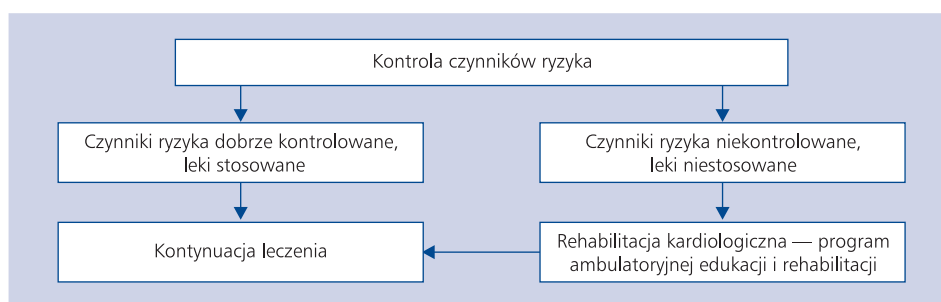 Kontrola czynników ryzyka
Czynniki ryzyka dobrze kontrolowane,
leki stosowane
Czynniki ryzyka niekontrolowane,
leki niestosowane
Kontynuacja leczenia
Rehabilitacja kardiologiczna — program
ambulatoryjnej edukacji i rehabilitacji